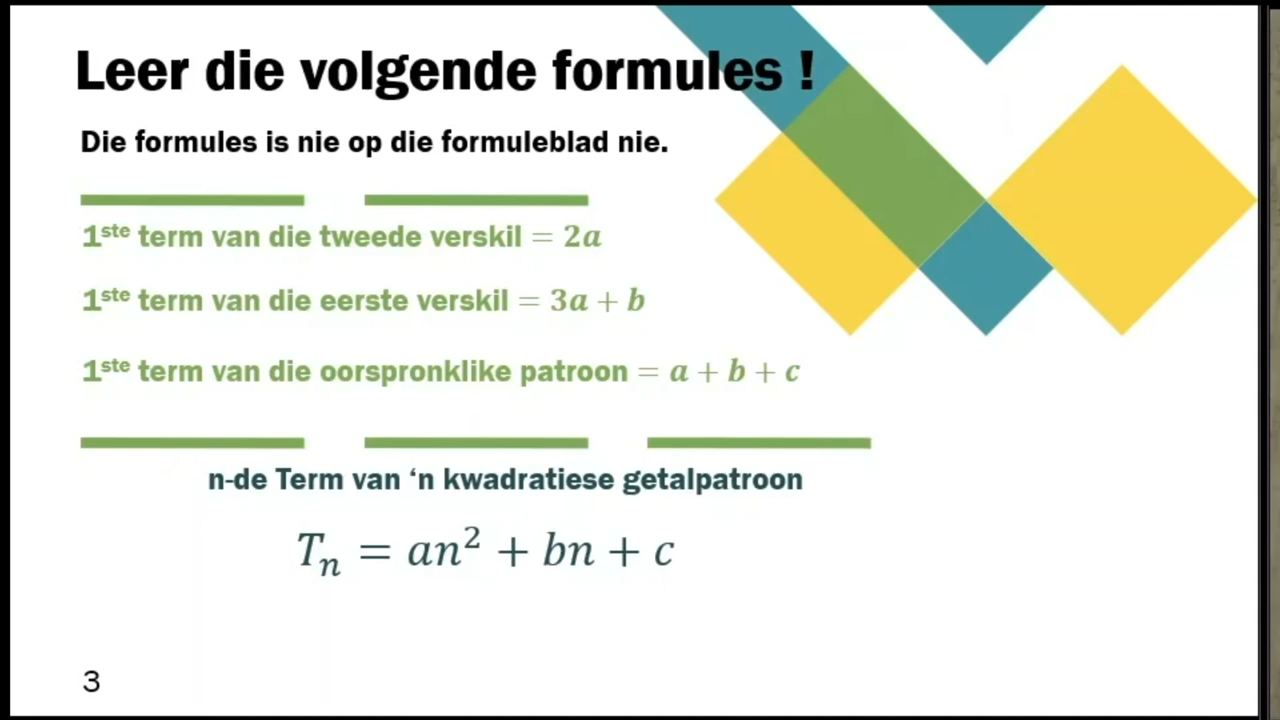 Leer die volgende formules !
Die formules is nie op die formuleblad nie.
1ste term van die tweede verskil = 2a
1ste term van die eerste verskil = 3a + b
1ste term van die oorspronklike patroon = a + b + c
n-de Term van ‘n kwadratiese getalpatroon
Tₙ = an² + bn + c
3